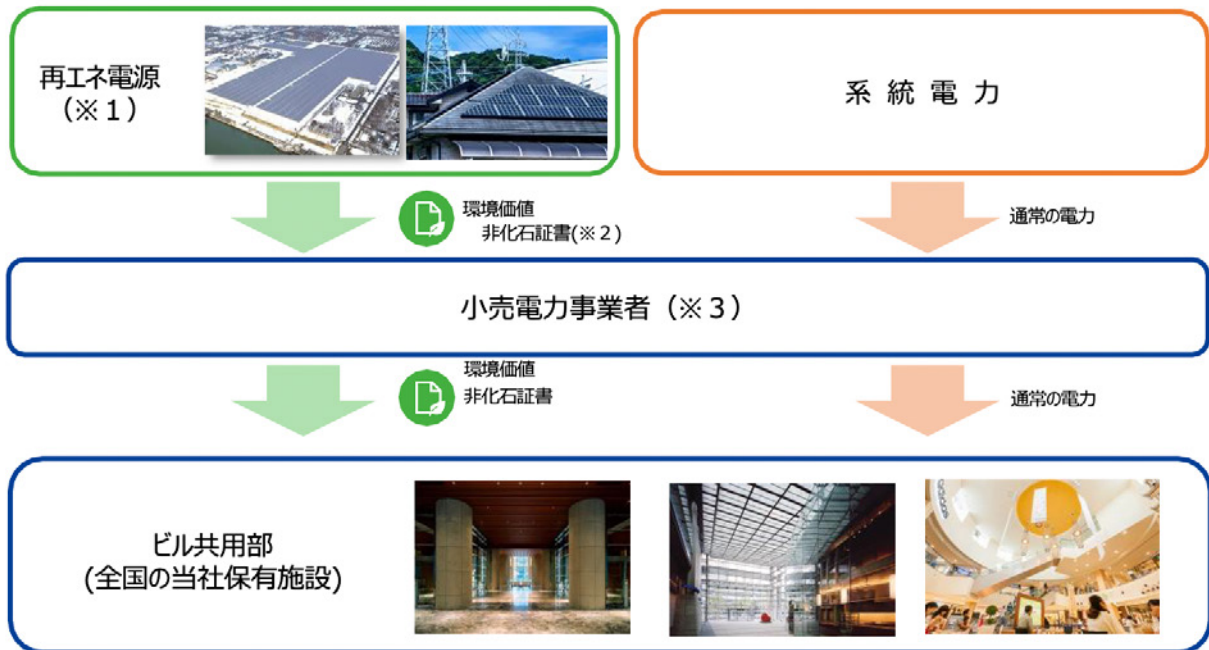 再エネ電源
（※１）
系 統 電 力
環境価値
非化石証書(※２)
通常の電力
小売電力事業者（※３）
環境価値
非化石証書
通常の電力
ビル共用部
(全国の当社保有施設)